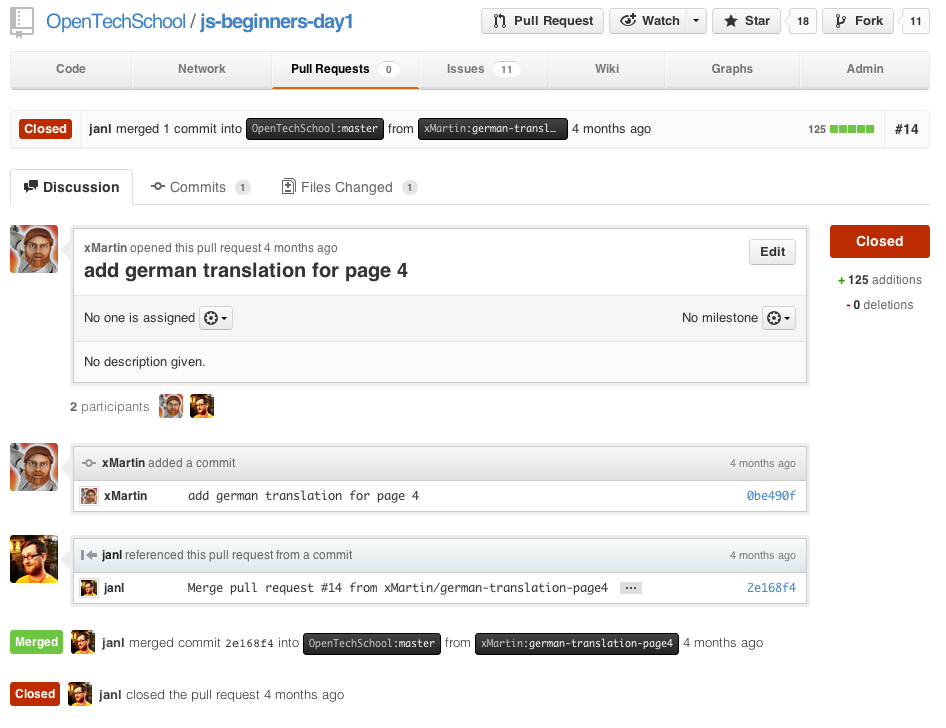 OpenTechSchool / js-beginners-day1 Pull Request Watch Star 18 Fork 11
Code Network Pull Requests 0 Issues 11 Wiki Graphs Admin
Closed janl merged 1 commit into OpenTechSchool:master from xMartin:german-transl… 4 months ago 125 #14
Discussion Commits 1 Files Changed 1
xMartin opened this pull request 4 months ago
add german translation for page 4
Edit
Closed
No one is assigned No milestone
+ 125 additions
- 0 deletions
No description given.
2 participants
xMartin added a commit 4 months ago
xMartin add german translation for page 4 0be490f
janl referenced this pull request from a commit 4 months ago
janl Merge pull request #14 from xMartin/german-translation-page4 … 2e168f4
Merged janl merged commit 2e168f4 into OpenTechSchool:master from xMartin:german-translation-page4 4 months ago
Closed janl closed the pull request 4 months ago